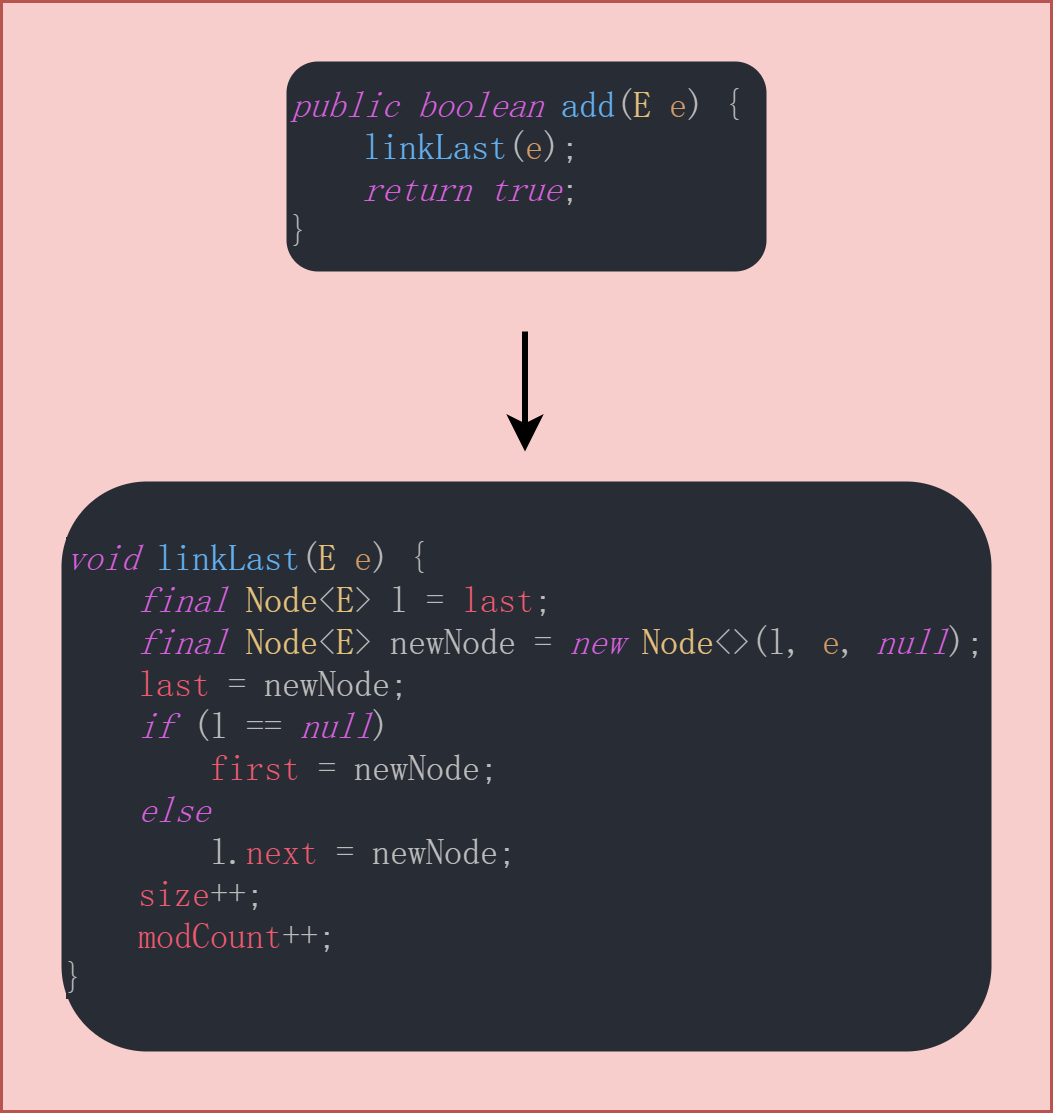 public boolean add(E e) {
    linkLast(e);
    return true;
}
void linkLast(E e) {
    final Node<E> l = last;
    final Node<E> newNode = new Node<>(l, e, null);
    last = newNode;
    if (l == null)
        first = newNode;
    else
        l.next = newNode;
    size++;
    modCount++;
}